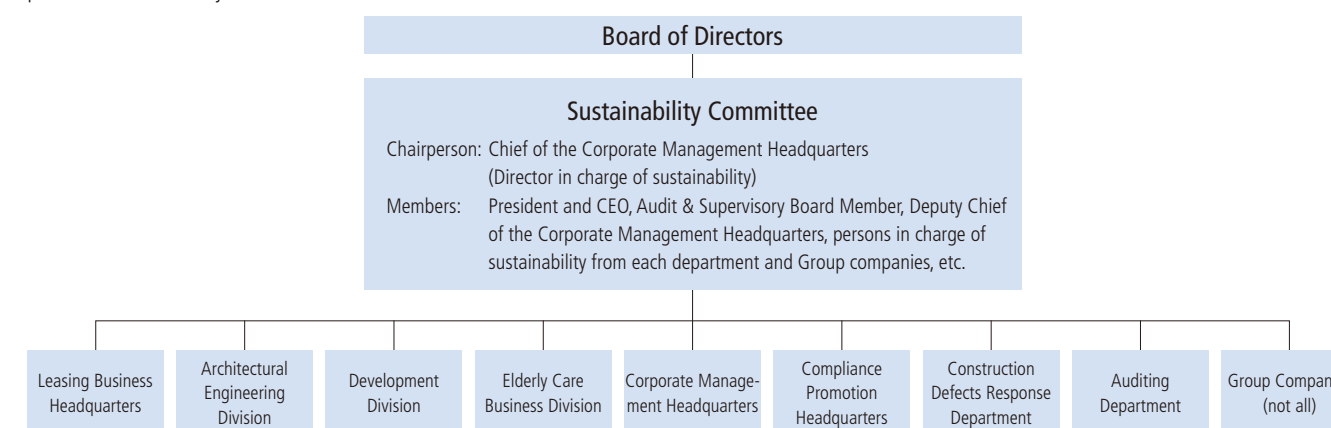 Board of Directors
Sustainability Committee
Chairperson: Chief of the Corporate Management Headquarters
(Director in charge of sustainability)
Members: President and CEO, Audit & Supervisory Board Member, Deputy Chief
of the Corporate Management Headquarters, persons in charge of
sustainability from each department and Group companies, etc.
Leasing Business
Headquarters
Architectural
Engineering
Division
Development
Division
Elderly Care
Business Division
Corporate Manage-
ment Headquarters
Compliance
Promotion
Headquarters
Construction
Defects Response
Department
Auditing
Department
Group
(not all)